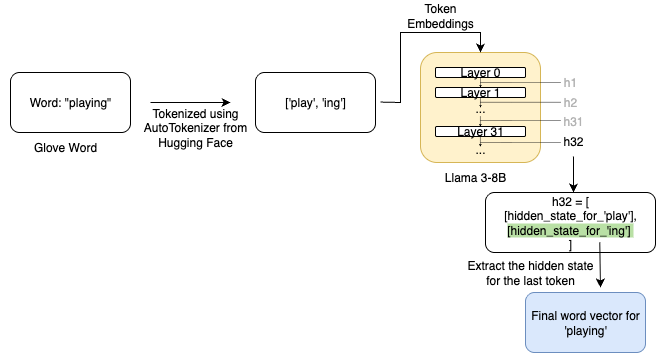 Token
Embeddings
Word: "playing"
Glove Word
Tokenized using
AutoTokenizer from
Hugging Face
['play', 'ing']
Layer 0
h1
Layer 1
h2
...
h31
Layer 31
h32
...
Llama 3-8B
h32 = [
[hidden_state_for_'play'],
[hidden_state_for_'ing']
]
Extract the hidden state
for the last token
Final word vector for
'playing'